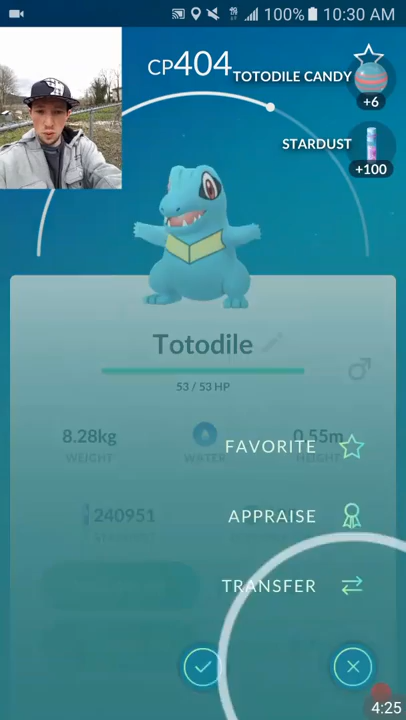 100% 10:30 AM
CP404
TOTODILE CANDY
+6
STARDUST
+100
Totodile
53 / 53 HP
8.28kg
0.55m
WEIGHT
WATER
HEIGHT
FAVORITE
240951
APPRAISE
TRANSFER
4:25